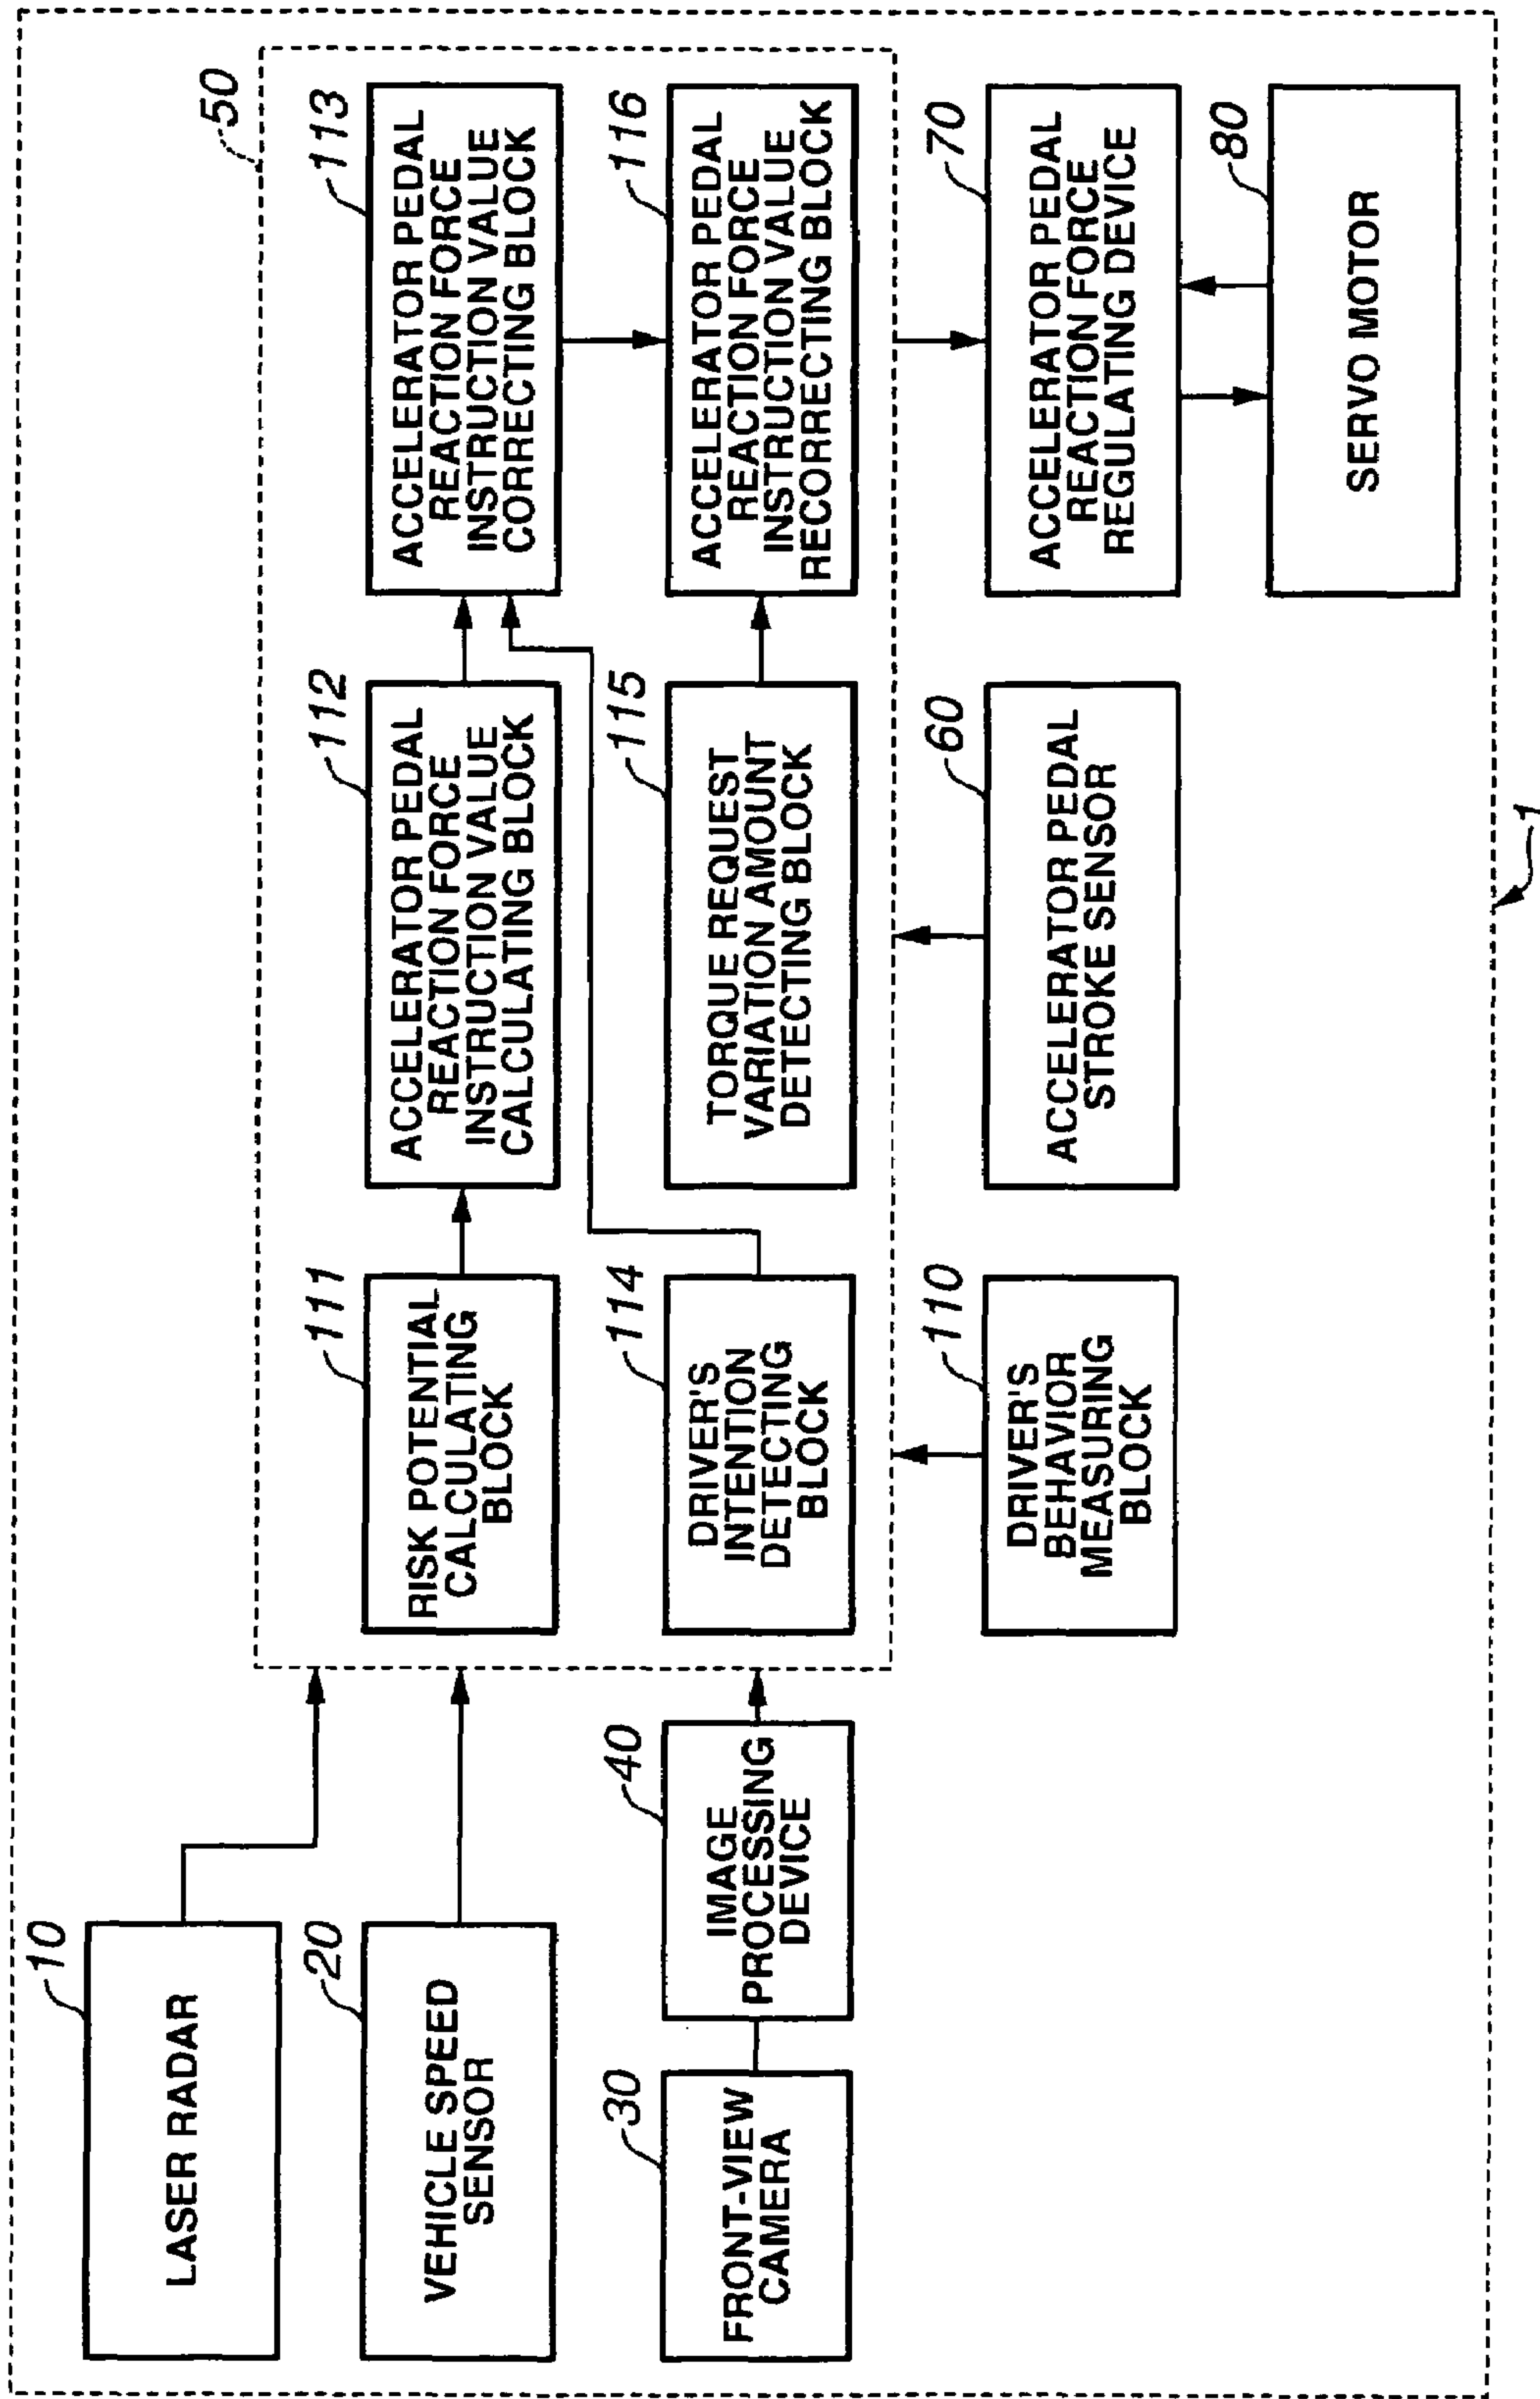 10
LASER RADAR
20
VEHICLE SPEED
SENSOR
30
FRONT-VIEW
CAMERA
40
IMAGE
PROCESSING
DEVICE
50
111
RISK POTENTIAL
CALCULATING
BLOCK
112
ACCELERATOR PEDAL
REACTION FORCE
INSTRUCTION VALUE
CALCULATING BLOCK
113
ACCELERATOR PEDAL
REACTION FORCE
INSTRUCTION VALUE
CORRECTING BLOCK
114
DRIVER'S
INTENTION
DETECTING
BLOCK
115
TORQUE REQUEST
VARIATION AMOUNT
DETECTING BLOCK
116
ACCELERATOR PEDAL
REACTION FORCE
INSTRUCTION VALUE
RECORRECTING BLOCK
110
DRIVER'S
BEHAVIOR
MEASURING
BLOCK
60
ACCELERATOR PEDAL
STROKE SENSOR
70
ACCELERATOR PEDAL
REACTION FORCE
REGULATING DEVICE
80
SERVO MOTOR
1